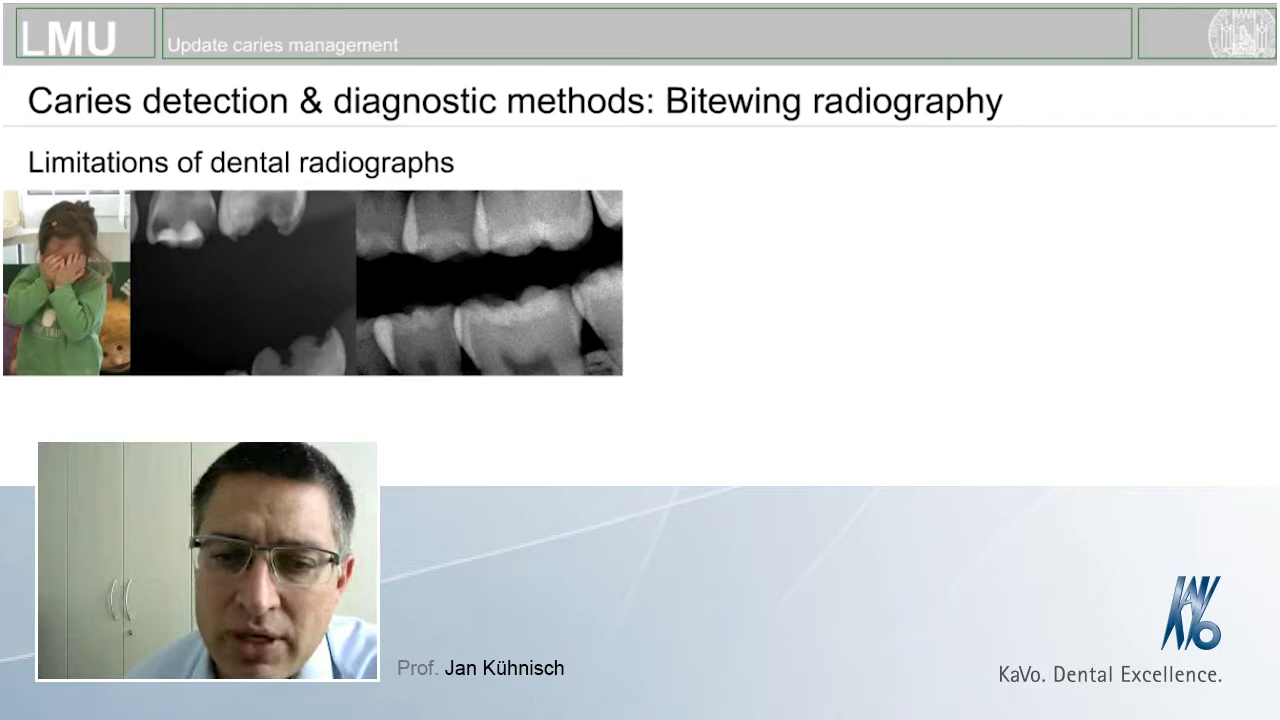 LMU
Update caries management
Caries detection & diagnostic methods: Bitewing radiography
Limitations of dental radiographs
Prof. Jan Kühnisch
KaVo
KaVo. Dental Excellence.